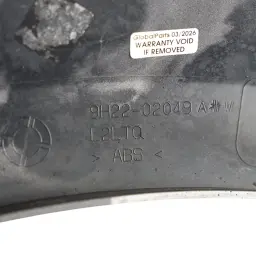 GlobalParts 03.2026
WARRANTY VOID
IF REMOVED
9H22-02049
L2LTQ
> ABS <